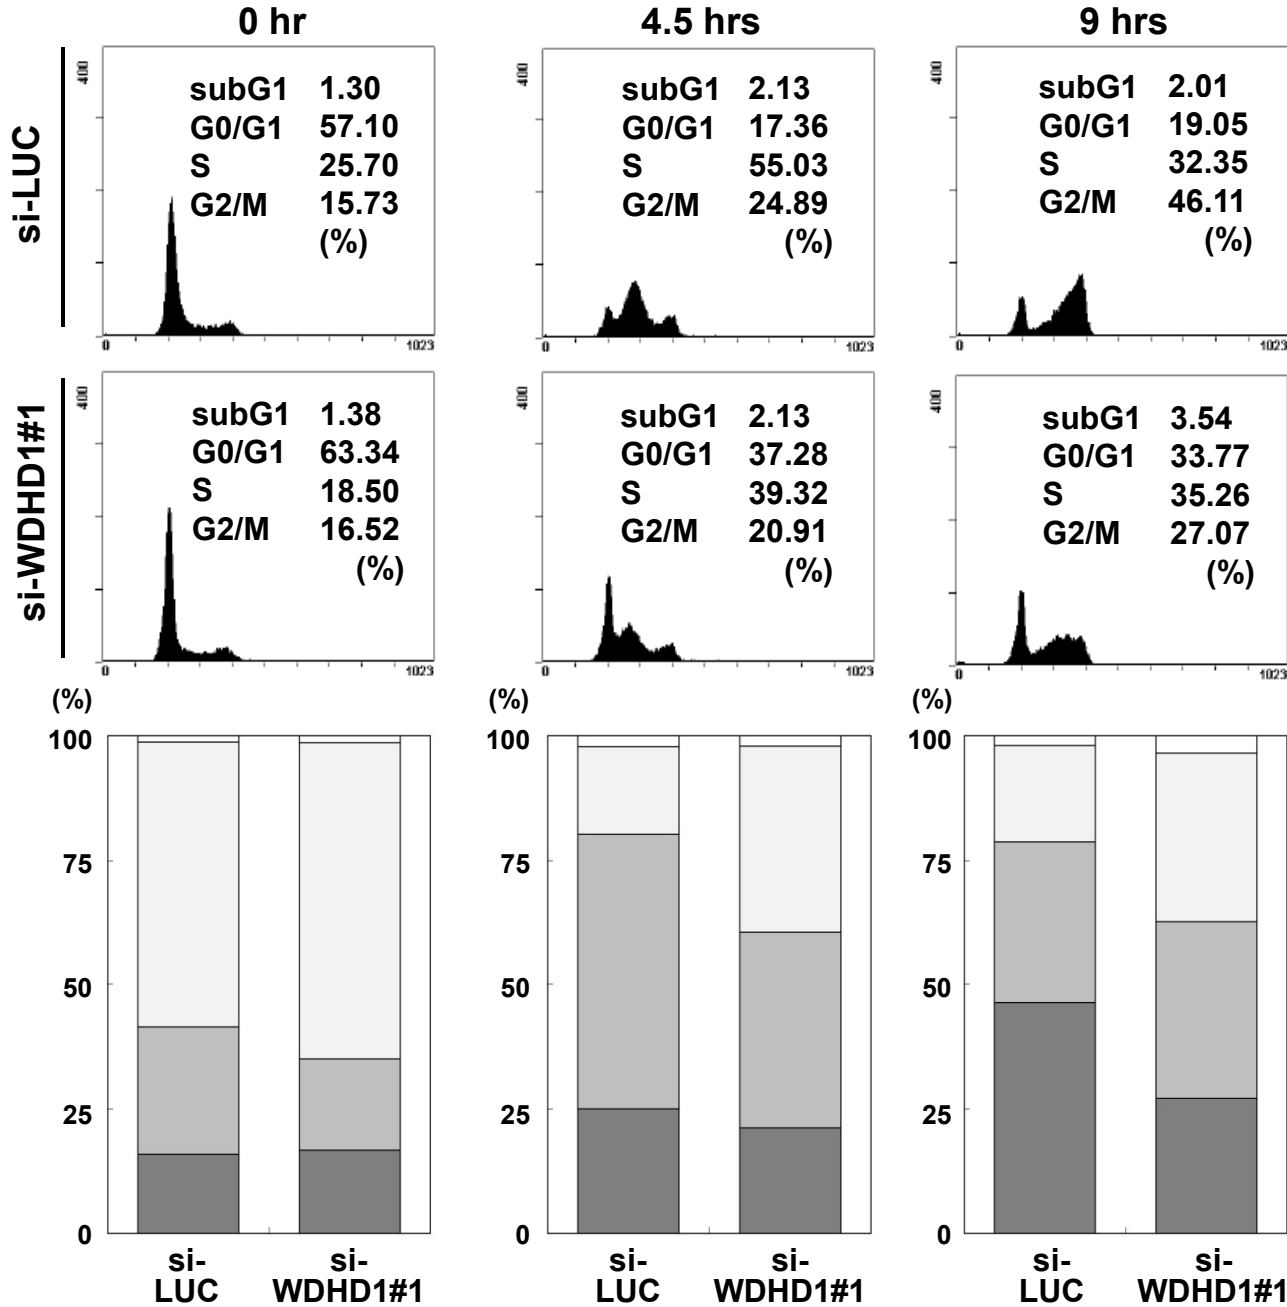 0 hr
4.5 hrs
9 hrs
si-LUC
400
subG1 1.30
G0/G1 57.10
S 25.70
G2/M 15.73
(%)
0 1023
400
subG1 2.13
G0/G1 17.36
S 55.03
G2/M 24.89
(%)
0 1023
400
subG1 2.01
G0/G1 19.05
S 32.35
G2/M 46.11
(%)
0 1023
si-WDHD1#1
400
subG1 1.38
G0/G1 63.34
S 18.50
G2/M 16.52
(%)
0 1023
400
subG1 2.13
G0/G1 37.28
S 39.32
G2/M 20.91
(%)
0 1023
400
subG1 3.54
G0/G1 33.77
S 35.26
G2/M 27.07
(%)
0 1023
(%)
100
75
50
25
0
si-
LUC
si-
WDHD1#1
(%)
100
75
50
25
0
si-
LUC
si-
WDHD1#1
(%)
100
75
50
25
0
si-
LUC
si-
WDHD1#1